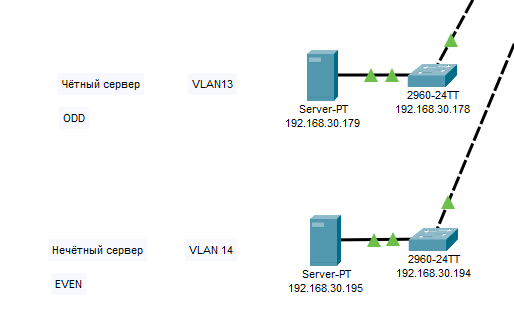 Чётный сервер VLAN13
ODD
Server-PT
192.168.30.179
2960-24TT
192.168.30.178
Нечётный сервер VLAN 14
EVEN
Server-PT
192.168.30.195
2960-24TT
192.168.30.194